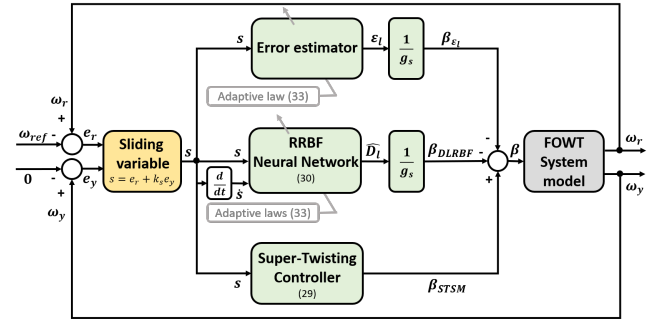 s
Error estimator
ε_l
1/g_s
β_{ε_l}
Adaptive law (33)
ω_r
+
ω_ref -
e_r
Sliding variable
s = e_r + k_s e_y
s
s
RRBF
Neural Network
(30)
D̂_l
1/g_s
β_DLRBF
-
-
+
β
FOWT
System
model
ω_r
ω_y
0
-
e_y
+
ω_y
d/dt
ṡ
Adaptive laws (33)
s
Super-Twisting
Controller
(29)
β_STSM